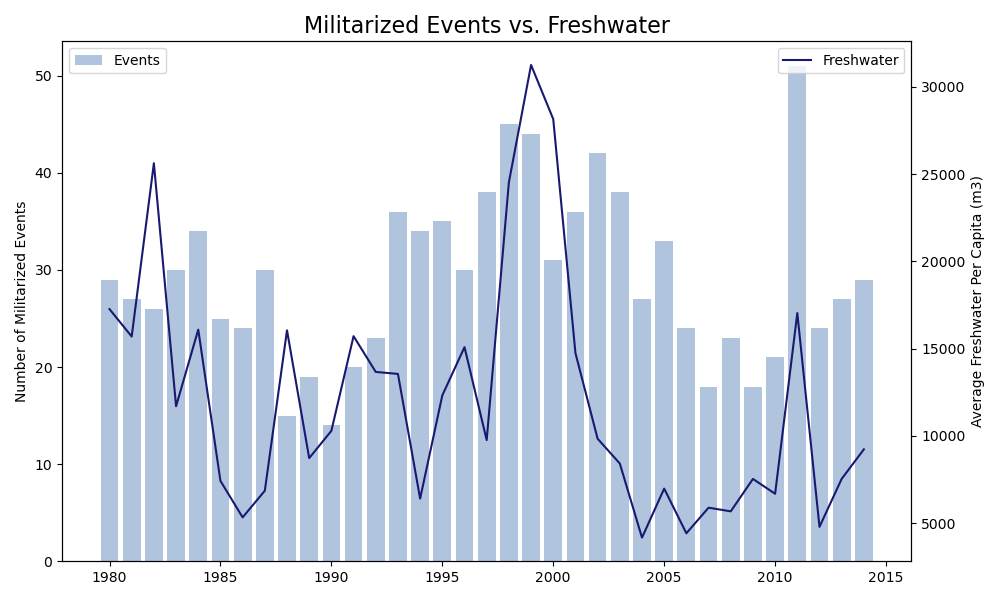 Militarized Events vs. Freshwater
Events
Freshwater
50
40
30
20
10
0
Number of Militarized Events
30000
25000
20000
15000
10000
5000
Average Freshwater Per Capita (m3)
1980 1985 1990 1995 2000 2005 2010 2015